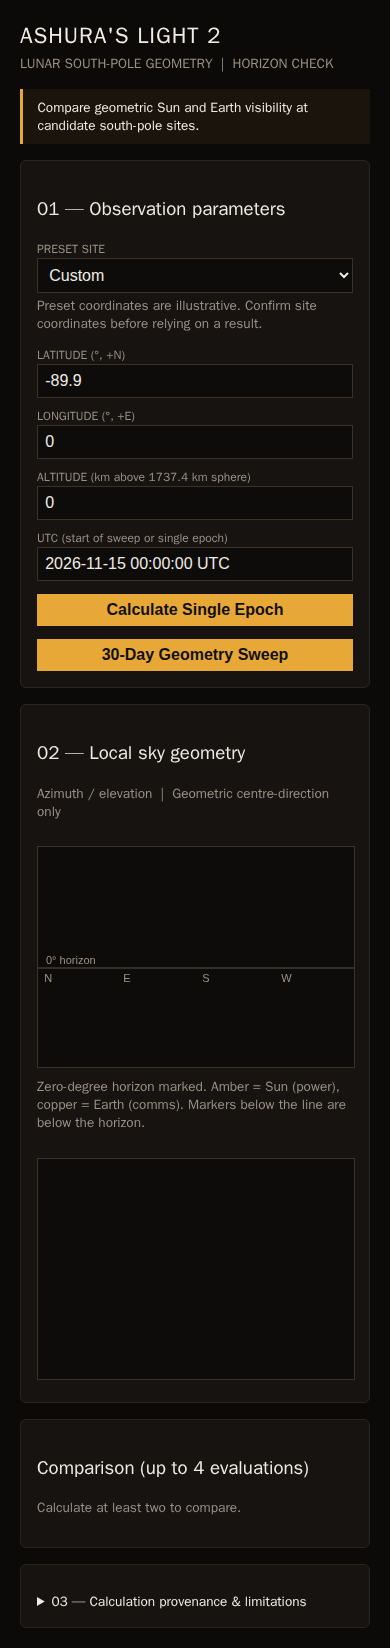 ASHURA'S LIGHT 2
LUNAR SOUTH-POLE GEOMETRY | HORIZON CHECK
Compare geometric Sun and Earth visibility at
candidate south-pole sites.
01 — Observation parameters
PRESET SITE
Custom
Preset coordinates are illustrative. Confirm site
coordinates before relying on a result.
LATITUDE (°, +N)
-89.9
LONGITUDE (°, +E)
0
ALTITUDE (km above 1737.4 km sphere)
0
UTC (start of sweep or single epoch)
2026-11-15 00:00:00 UTC
Calculate Single Epoch
30-Day Geometry Sweep
02 — Local sky geometry
Azimuth / elevation | Geometric centre-direction
only
0° horizon
N E S W
Zero-degree horizon marked. Amber = Sun (power),
copper = Earth (comms). Markers below the line are
below the horizon.
Comparison (up to 4 evaluations)
Calculate at least two to compare.
03 — Calculation provenance & limitations